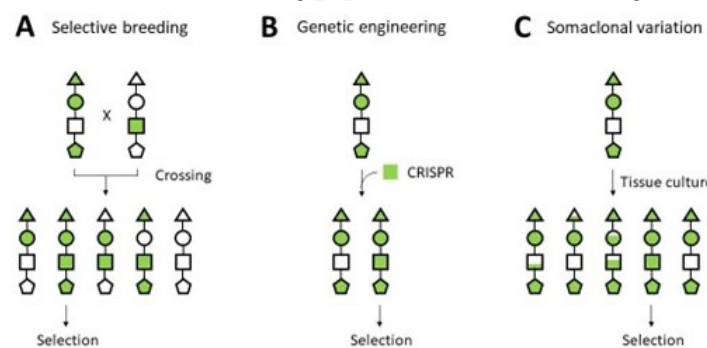 A Selective breeding
B Genetic engineering
C Somaclonal variation
X
Crossing
CRISPR
Tissue culture
Selection
Selection
Selection